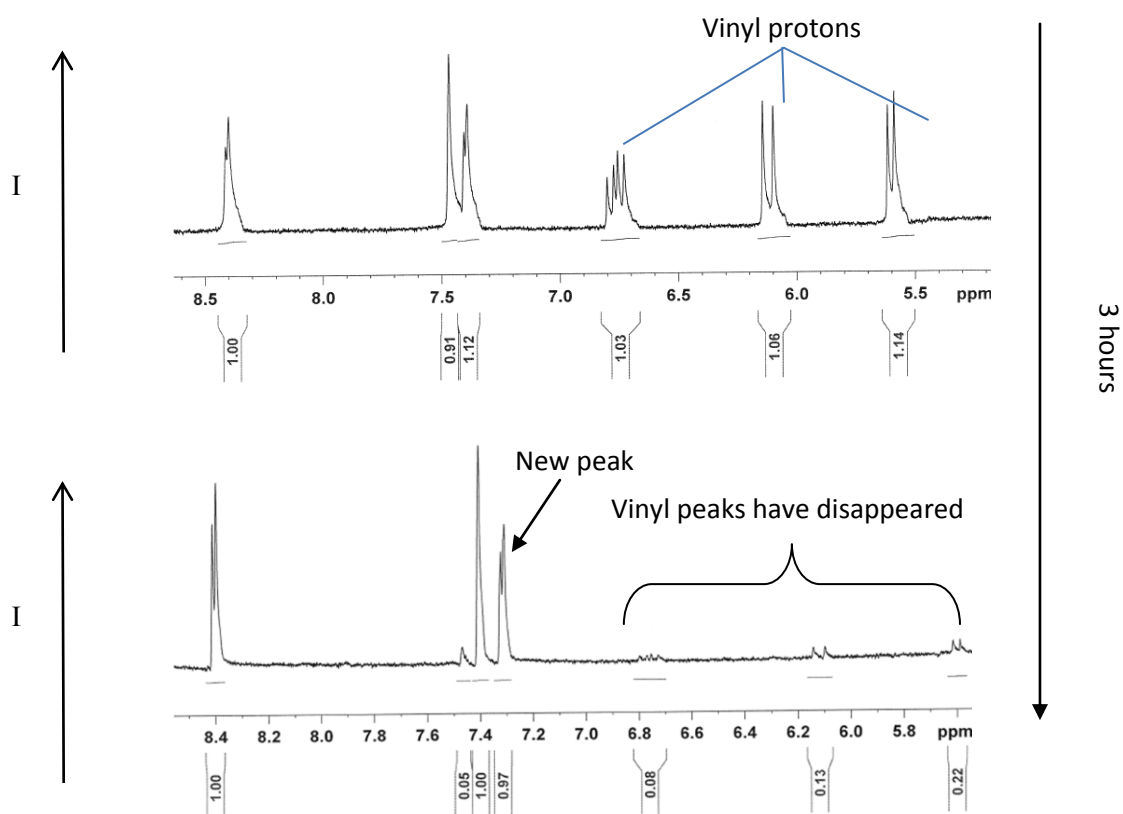 Vinyl protons
I
8.5 8.0 7.5 7.0 6.5 6.0 5.5 ppm
1.00 0.91 1.12 1.03 1.06 1.14
3 hours
New peak
Vinyl peaks have disappeared
I
8.4 8.2 8.0 7.8 7.6 7.4 7.2 7.0 6.8 6.6 6.4 6.2 6.0 5.8 ppm
1.00 0.05 1.00 0.97 0.08 0.13 0.22